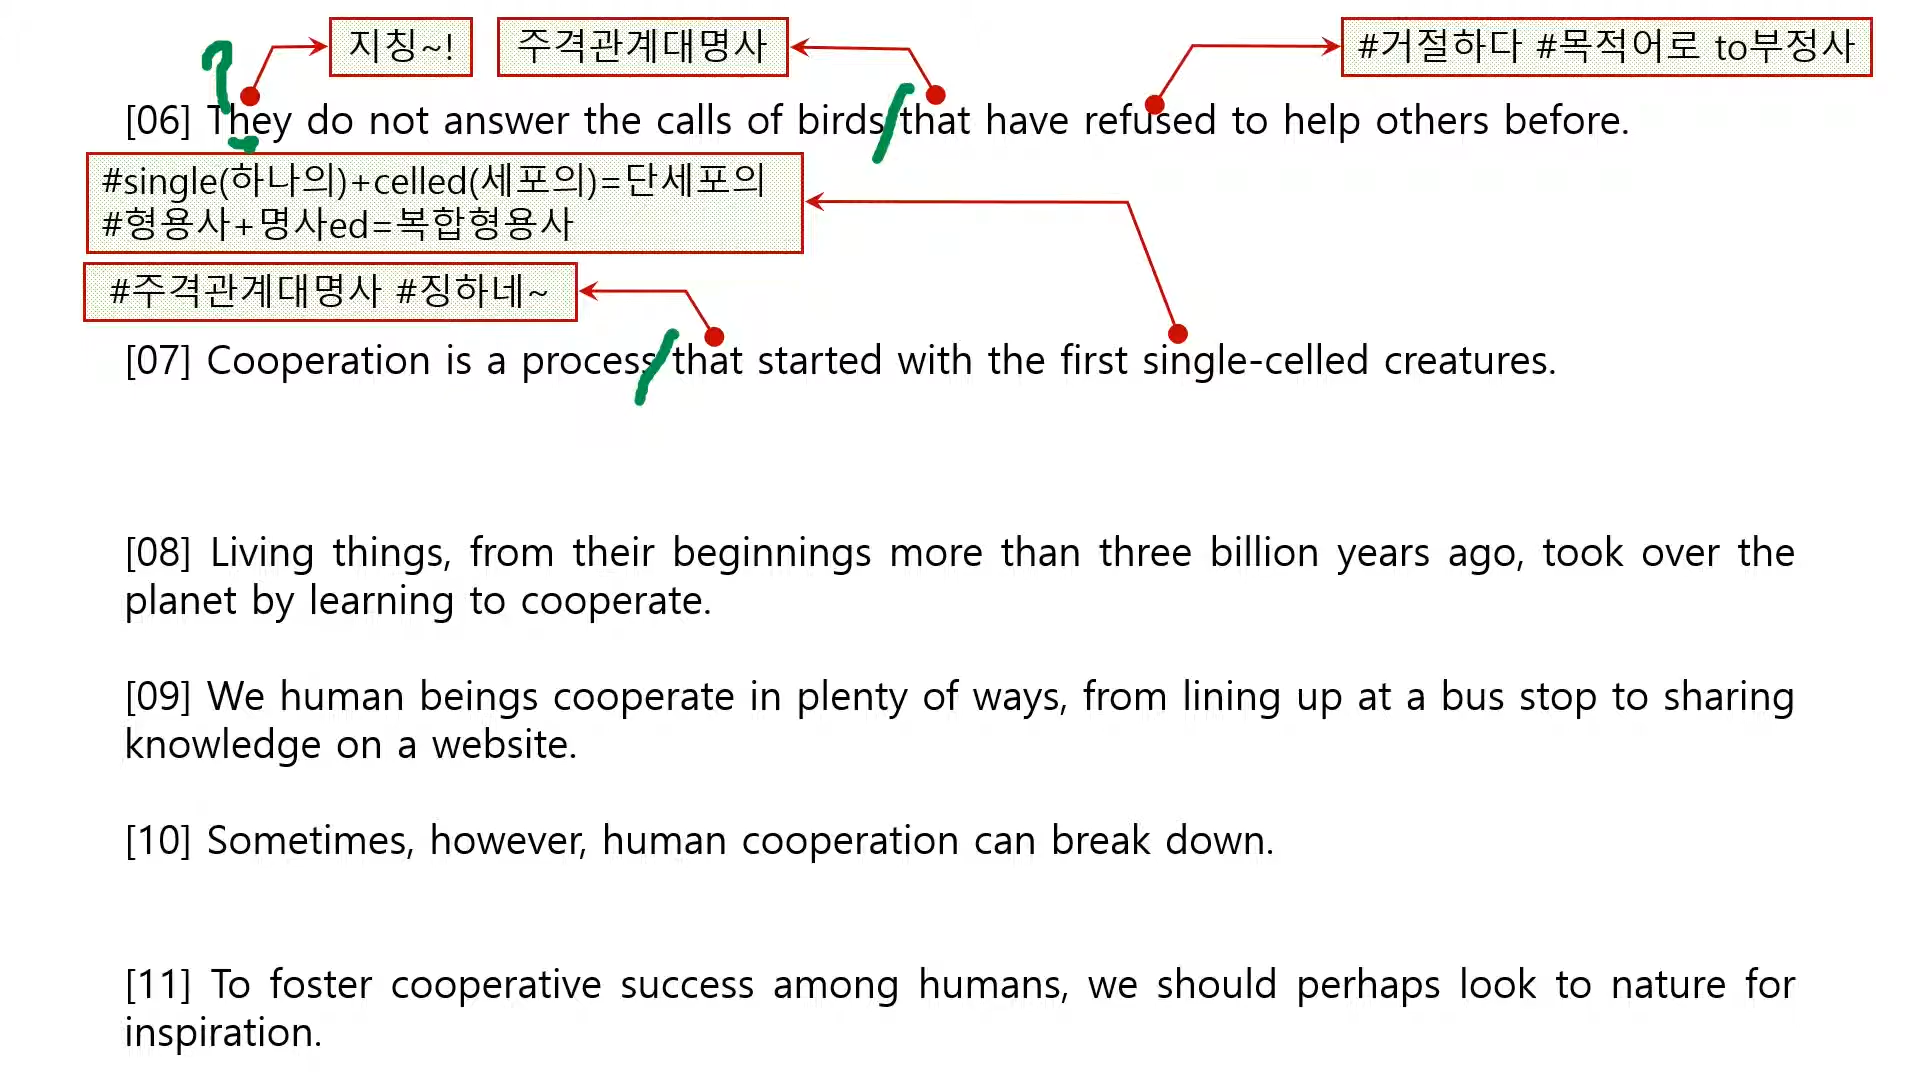 지칭~!
주격관계대명사
#거절하다 #목적어로 to부정사
[06] They do not answer the calls of birds that have refused to help others before.
#single(하나의)+celled(세포의)=단세포의
#형용사+명사ed=복합형용사
#주격관계대명사 #징하네~
[07] Cooperation is a process that started with the first single-celled creatures.
[08] Living things, from their beginnings more than three billion years ago, took over the
planet by learning to cooperate.
[09] We human beings cooperate in plenty of ways, from lining up at a bus stop to sharing
knowledge on a website.
[10] Sometimes, however, human cooperation can break down.
[11] To foster cooperative success among humans, we should perhaps look to nature for
inspiration.